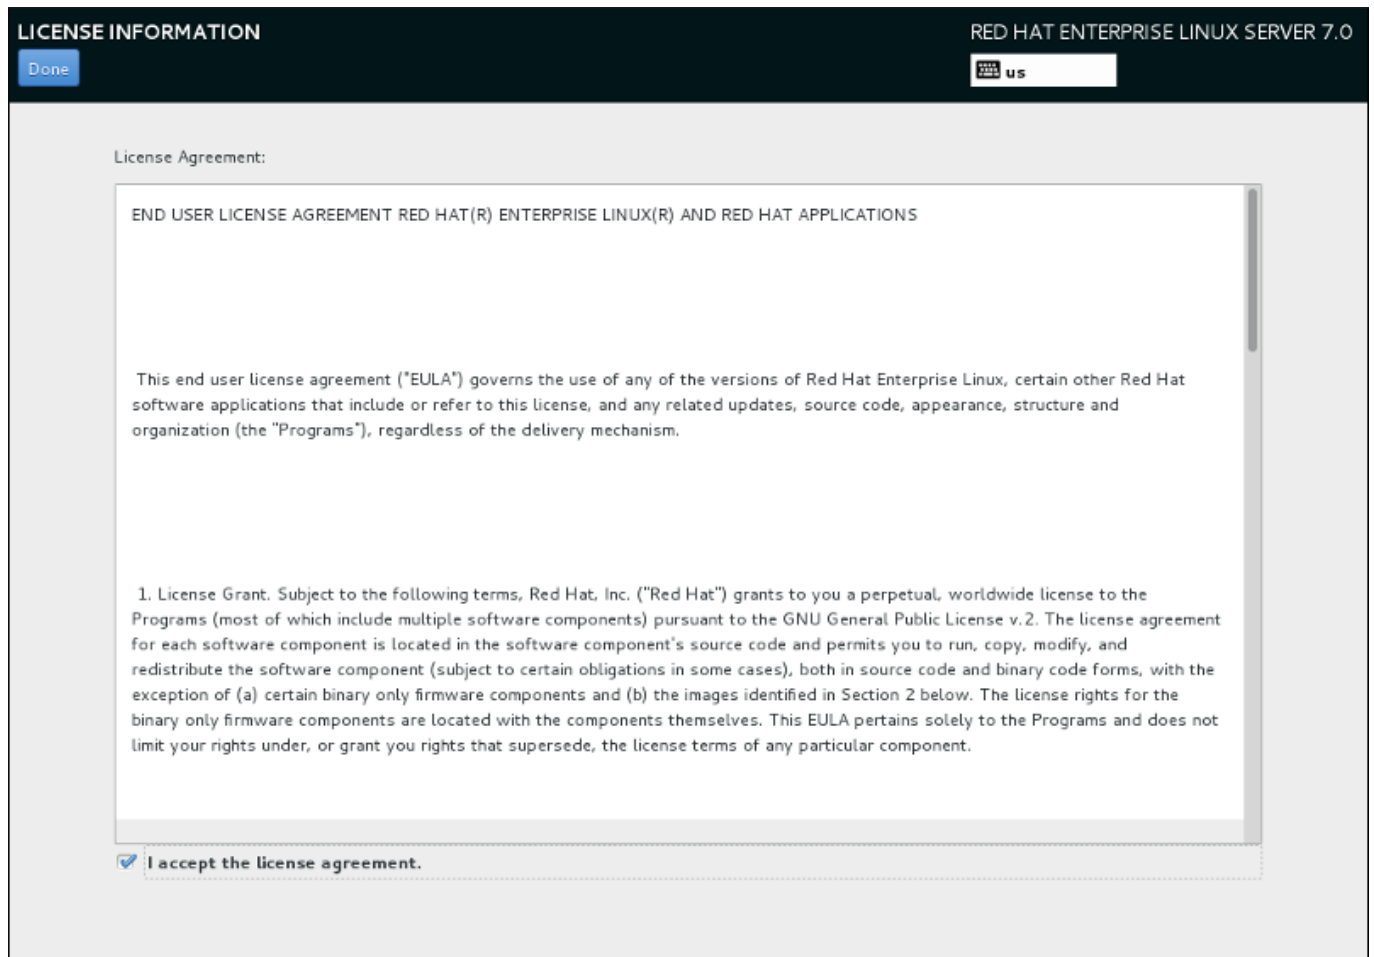 LICENSE INFORMATION
RED HAT ENTERPRISE LINUX SERVER 7.0
Done
us
License Agreement:
END USER LICENSE AGREEMENT RED HAT(R) ENTERPRISE LINUX(R) AND RED HAT APPLICATIONS
This end user license agreement ("EULA") governs the use of any of the versions of Red Hat Enterprise Linux, certain other Red Hat
software applications that include or refer to this license, and any related updates, source code, appearance, structure and
organization (the "Programs"), regardless of the delivery mechanism.
1. License Grant. Subject to the following terms, Red Hat, Inc. ("Red Hat") grants to you a perpetual, worldwide license to the
Programs (most of which include multiple software components) pursuant to the GNU General Public License v.2. The license agreement
for each software component is located in the software component's source code and permits you to run, copy, modify, and
redistribute the software component (subject to certain obligations in some cases), both in source code and binary code forms, with the
exception of (a) certain binary only firmware components and (b) the images identified in Section 2 below. The license rights for the
binary only firmware components are located with the components themselves. This EULA pertains solely to the Programs and does not
limit your rights under, or grant you rights that supersede, the license terms of any particular component.
I accept the license agreement.